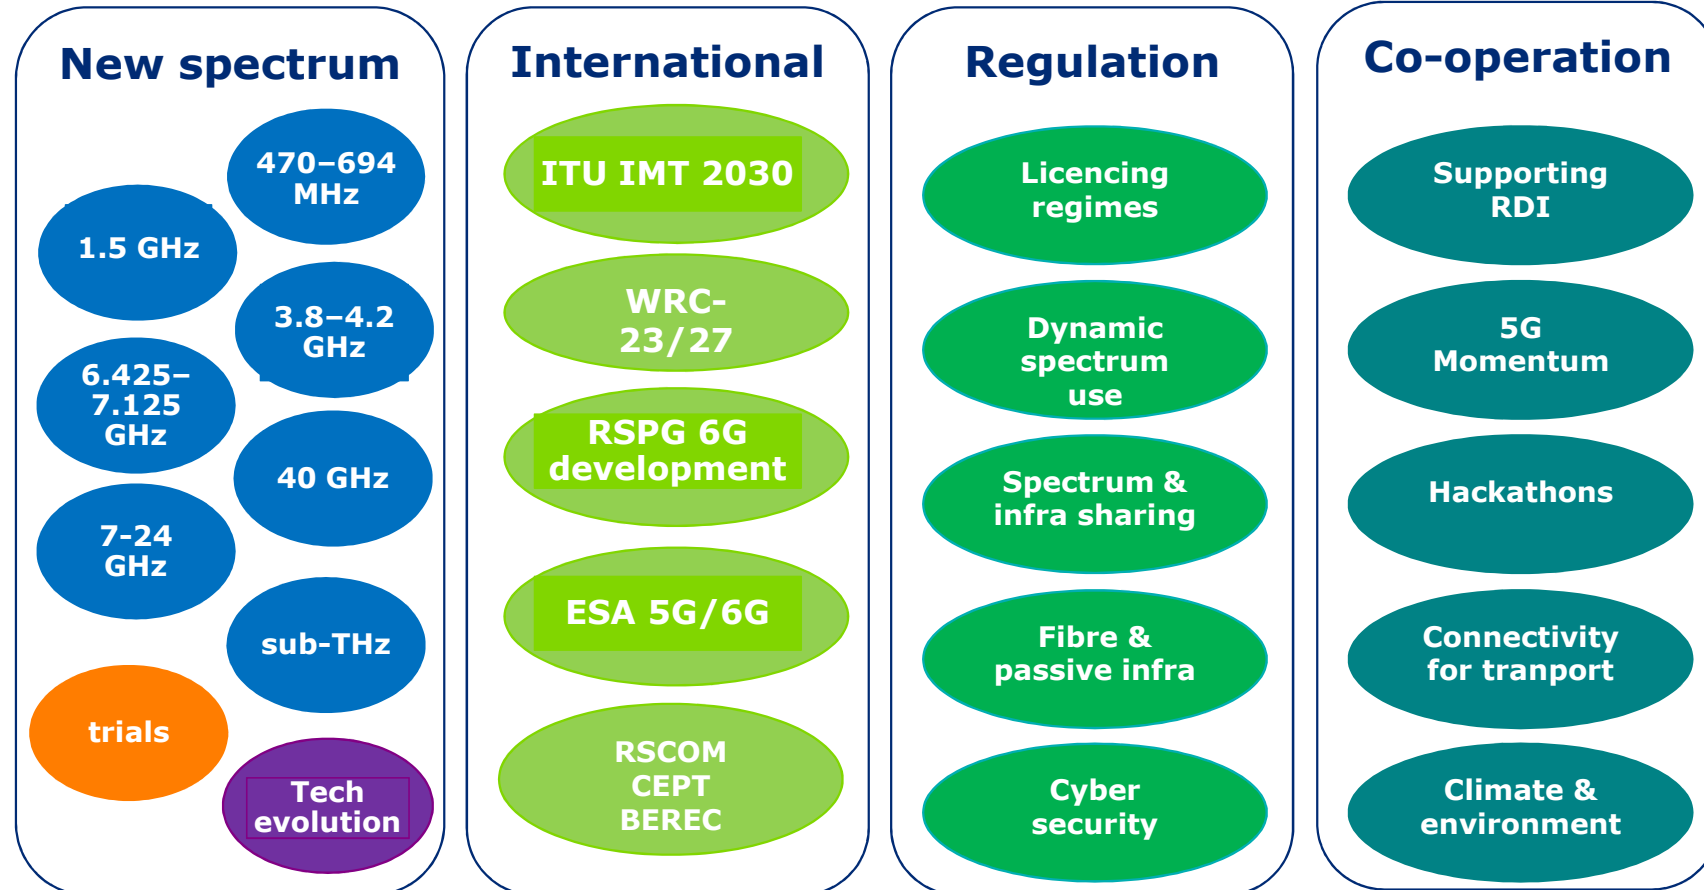 New spectrum
470–694
MHz
1.5 GHz
3.8–4.2
GHz
6.425–
7.125
GHz
40 GHz
7-24
GHz
sub-THz
trials
Tech
evolution
International
ITU IMT 2030
WRC-
23/27
RSPG 6G
development
ESA 5G/6G
RSCOM
CEPT
BEREC
Regulation
Licencing
regimes
Dynamic
spectrum
use
Spectrum &
infra sharing
Fibre &
passive infra
Cyber
security
Co-operation
Supporting
RDI
5G
Momentum
Hackathons
Connectivity
for tranport
Climate &
environment